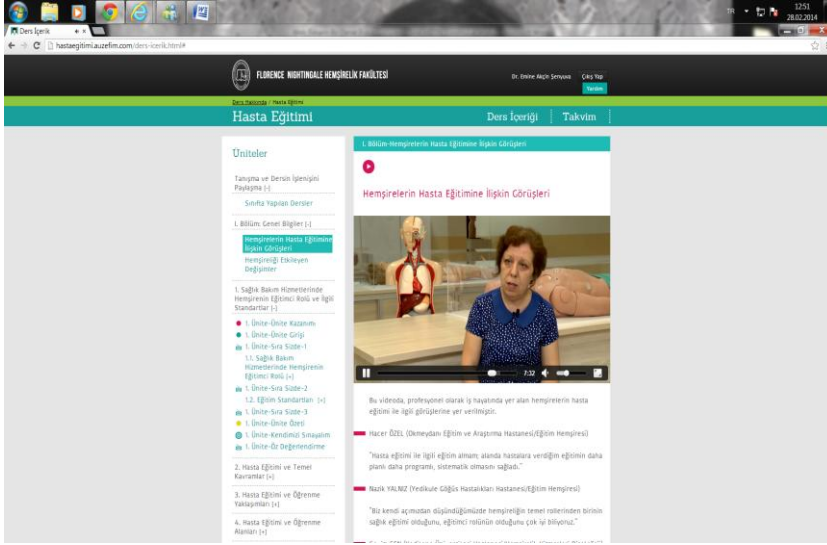 TR
12:51
28.02.2014
Ders İçerik
hastaegitimi.auzefim.com/ders-icerik.html#
FLORENCE NIGHTINGALE HEMŞİRELİK FAKÜLTESİ
Dr. Emine Akçin Şenyuva
Çıkış Yap
Yardım
Ders Hakkında / Hasta Eğitimi
Hasta Eğitimi
Ders İçeriği
Takvim
Üniteler
Tanışma ve Dersin İşlenişini
Paylaşma [-]
Sınıfta Yapılan Dersler
I. Bölüm: Genel Bilgiler [-]
Hemşirelerin Hasta Eğitimine
İlişkin Görüşleri
Hemşireliği Etkileyen
Değişimler
1. Sağlık Bakım Hizmetlerinde
Hemşirenin Eğitimci Rolü ve İlgili
Standartlar [-]
1. Ünite-Ünite Kazanım
1. Ünite-Ünite Girişi
1. Ünite-Sıra Sizde-1
1.1. Sağlık Bakım
Hizmetlerinde Hemşirenin
Eğitimci Rolü [+]
1. Ünite-Sıra Sizde-2
1.2. Eğitim Standartları [+]
1. Ünite-Sıra Sizde-3
1. Ünite-Ünite Özeti
1. Ünite-Kendimizi Sınayalım
1. Ünite-Öz Değerlendirme
2. Hasta Eğitimi ve Temel
Kavramlar [+]
3. Hasta Eğitimi ve Öğrenme
Yaklaşımları [+]
4. Hasta Eğitimi ve Öğrenme
Alanları [+]
I. Bölüm-Hemşirelerin Hasta Eğitimine İlişkin Görüşleri
Hemşirelerin Hasta Eğitimine İlişkin Görüşleri
7:32
Bu videoda, profesyonel olarak iş hayatında yer alan hemşirelerin hasta
eğitimi ile ilgili görüşlerine yer verilmiştir.
Hacer ÖZEL (Okmeydanı Eğitim ve Araştırma Hastanesi/Eğitim Hemşiresi)
"Hasta eğitimi ile ilgili eğitim almam; alanda hastalara verdiğim eğitimin daha
planlı daha programlı, sistematik olmasını sağladı."
Nazik YALNIZ (Yedikule Göğüs Hastalıkları Hastanesi/Eğitim Hemşiresi)
"Biz kendi açımızdan düşündüğümüzde hemşireliğin temel rollerinden birinin
sağlık eğitimi olduğunu, eğitimci rolünün olduğunu çok iyi biliyoruz."